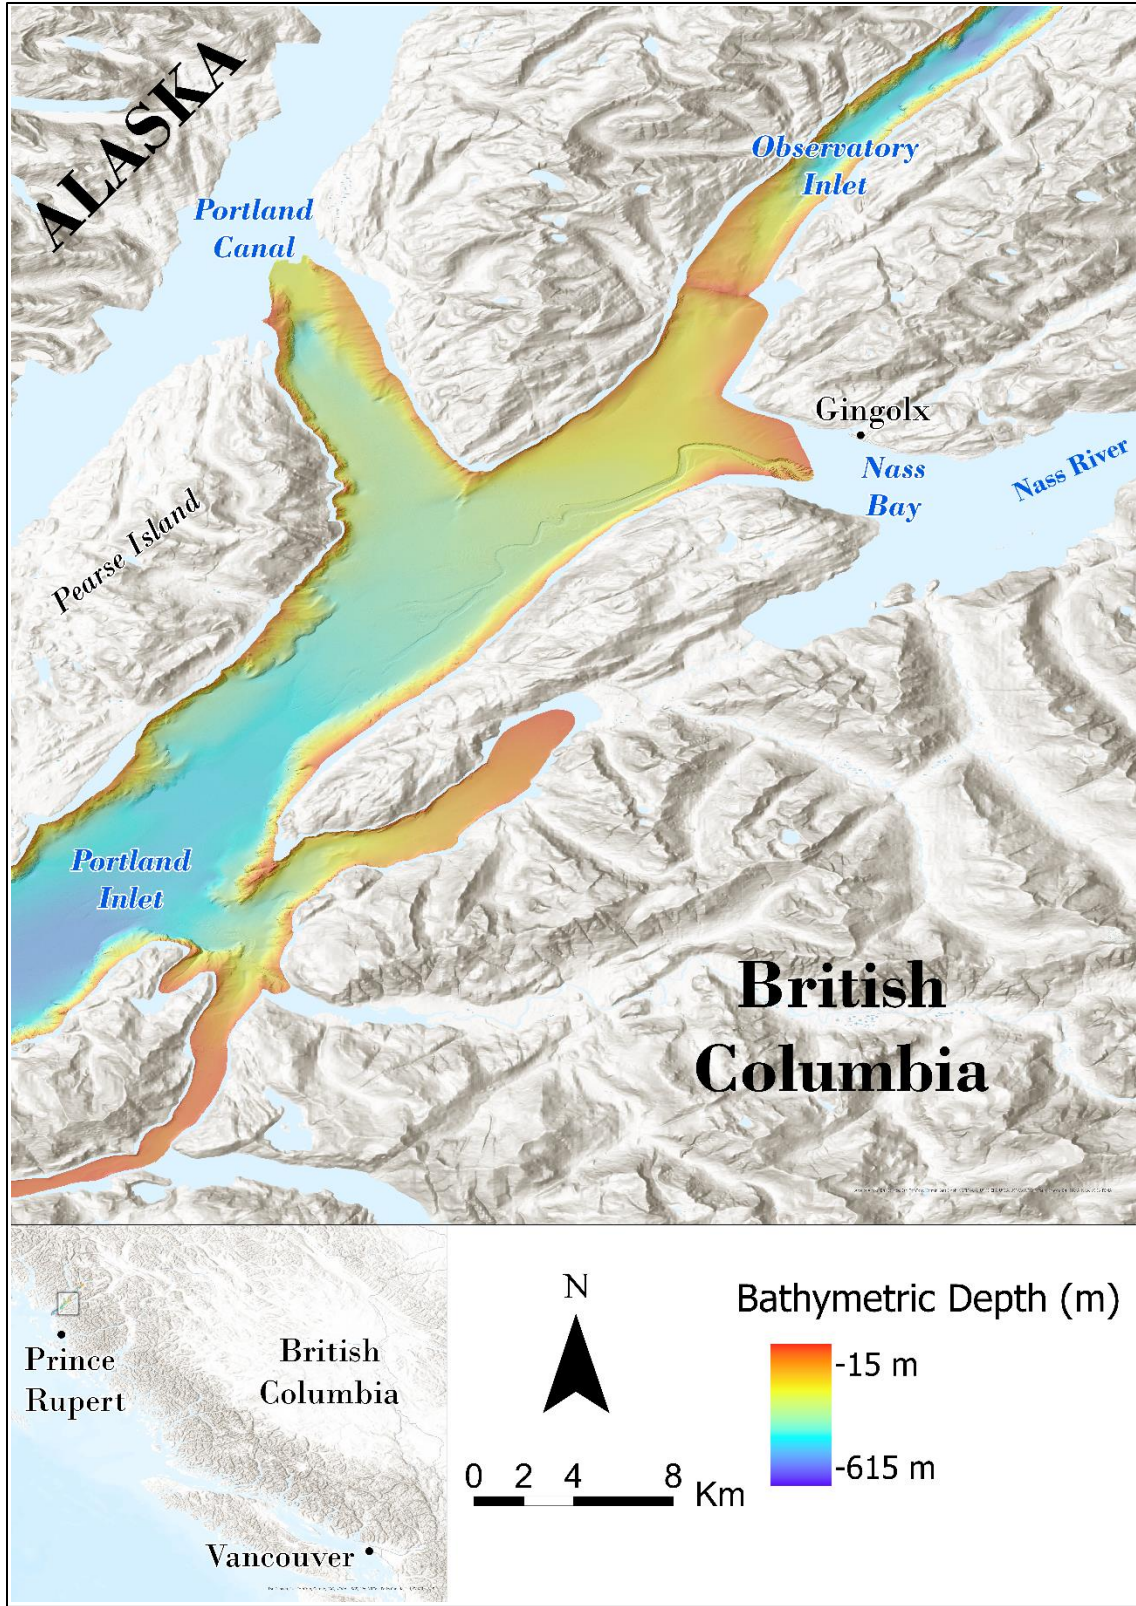 ALASKA
Observatory
Inlet
Portland
Canal
Gingolx
Nass
Bay
Nass River
Pearse Island
Portland
Inlet
British
Columbia
Prince
Rupert
British
Columbia
Vancouver
N
0 2 4 8 Km
Bathymetric Depth (m)
-15 m
-615 m